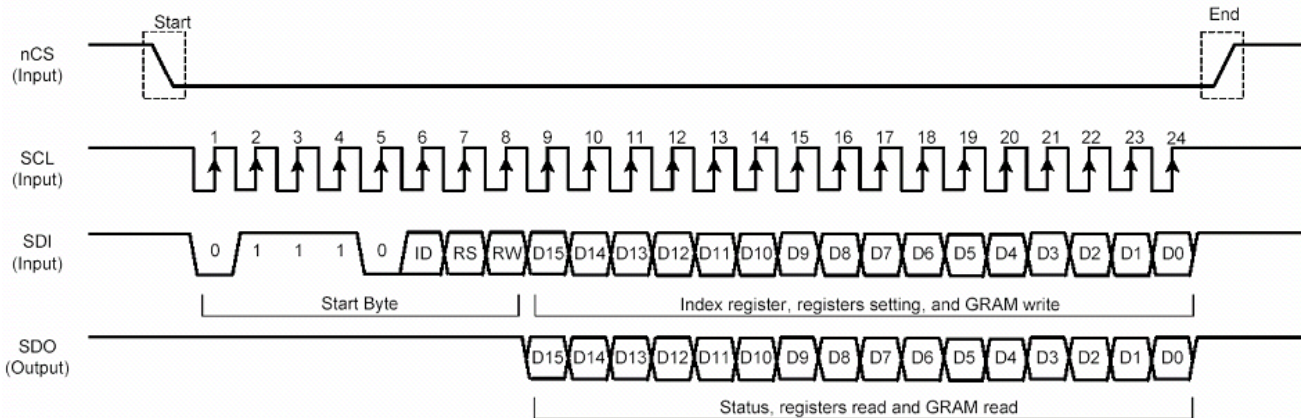 Start End
nCS
(Input)
1 2 3 4 5 6 7 8 9 10 11 12 13 14 15 16 17 18 19 20 21 22 23 24
SCL
(Input)
SDI
(Input)
0 1 1 1 0 ID RS RW D15 D14 D13 D12 D11 D10 D9 D8 D7 D6 D5 D4 D3 D2 D1 D0
Start Byte Index register, registers setting, and GRAM write
SDO
(Output)
D15 D14 D13 D12 D11 D10 D9 D8 D7 D6 D5 D4 D3 D2 D1 D0
Status, registers read and GRAM read